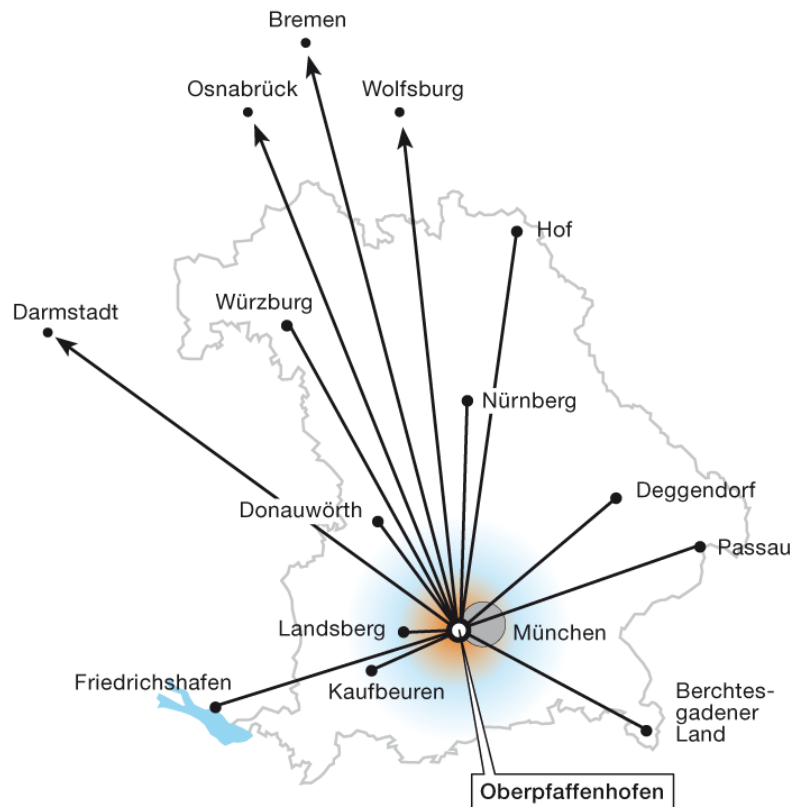 Bremen
Osnabrück
Wolfsburg
Hof
Darmstadt
Würzburg
Nürnberg
Deggendorf
Donauwörth
Passau
Landsberg
München
Friedrichshafen
Kaufbeuren
Berchtes-
gadener
Land
Oberpfaffenhofen